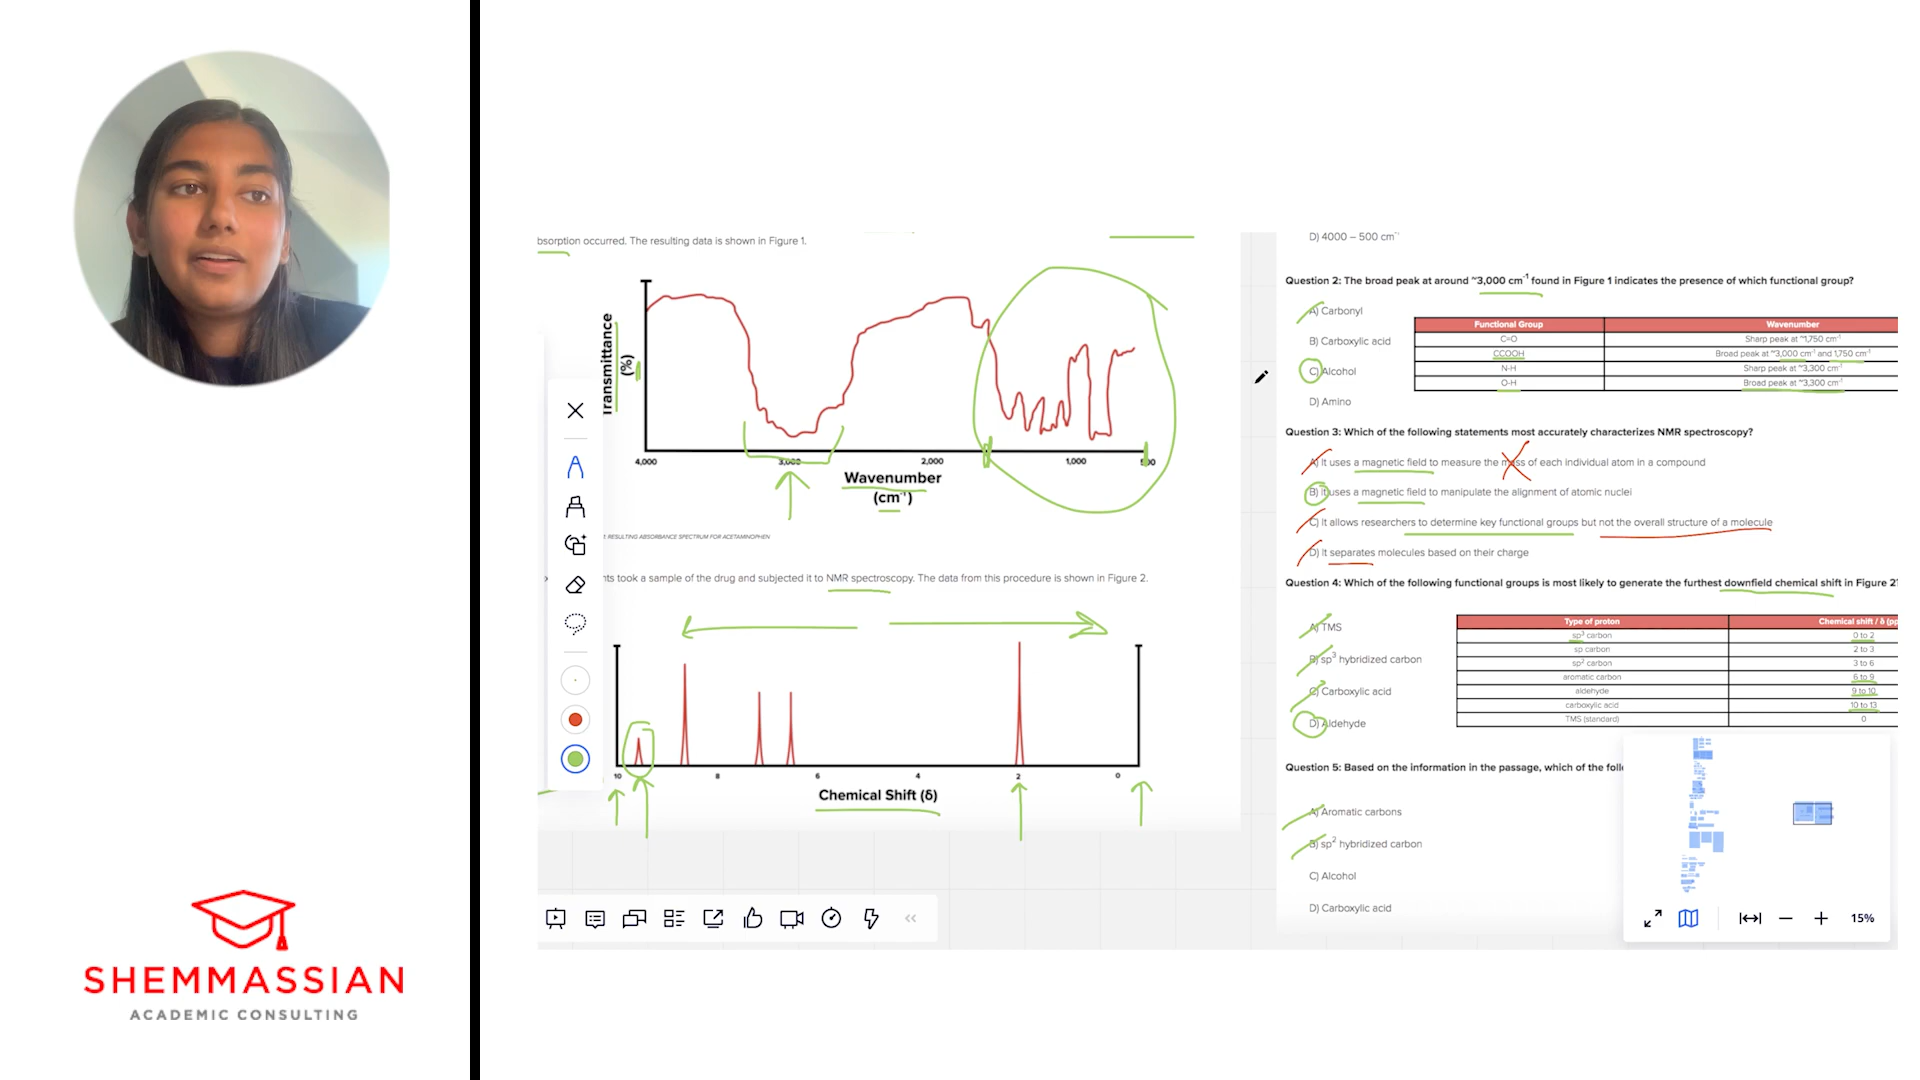 SHEMMASSIAN
ACADEMIC CONSULTING
bsorption occurred. The resulting data is shown in Figure 1.
Transmittance
(%)
4,000
3,000
2,000
1,000
500
Wavenumber
(cm⁻¹)
RESULTING ABSORBANCE SPECTRUM FOR ACETAMINOPHEN
nts took a sample of the drug and subjected it to NMR spectroscopy. The data from this procedure is shown in Figure 2.
10
8
6
4
2
0
Chemical Shift (δ)
D) 4000 – 500 cm⁻¹
Question 2: The broad peak at around ~3,000 cm⁻¹ found in Figure 1 indicates the presence of which functional group?
A) Carbonyl
B) Carboxylic acid
C) Alcohol
D) Amino
Functional Group Wavenumber
C=O Sharp peak at ~1,750 cm⁻¹
CCOOH Broad peak at ~3,000 cm⁻¹ and 1,750 cm⁻¹
N-H Sharp peak at ~3,300 cm⁻¹
O-H Broad peak at ~3,300 cm⁻¹
Question 3: Which of the following statements most accurately characterizes NMR spectroscopy?
A) It uses a magnetic field to measure the mass of each individual atom in a compound
B) It uses a magnetic field to manipulate the alignment of atomic nuclei
C) It allows researchers to determine key functional groups but not the overall structure of a molecule
D) It separates molecules based on their charge
Question 4: Which of the following functional groups is most likely to generate the furthest downfield chemical shift in Figure 2?
A) TMS
B) sp³ hybridized carbon
C) Carboxylic acid
D) Aldehyde
Type of proton Chemical shift / δ (pp
sp³ carbon 0 to 2
sp carbon 2 to 3
sp² carbon 3 to 6
aromatic carbon 6 to 9
aldehyde 9 to 10
carboxylic acid 10 to 13
TMS (standard) 0
Question 5: Based on the information in the passage, which of the foll
A) Aromatic carbons
B) sp² hybridized carbon
C) Alcohol
D) Carboxylic acid
15%